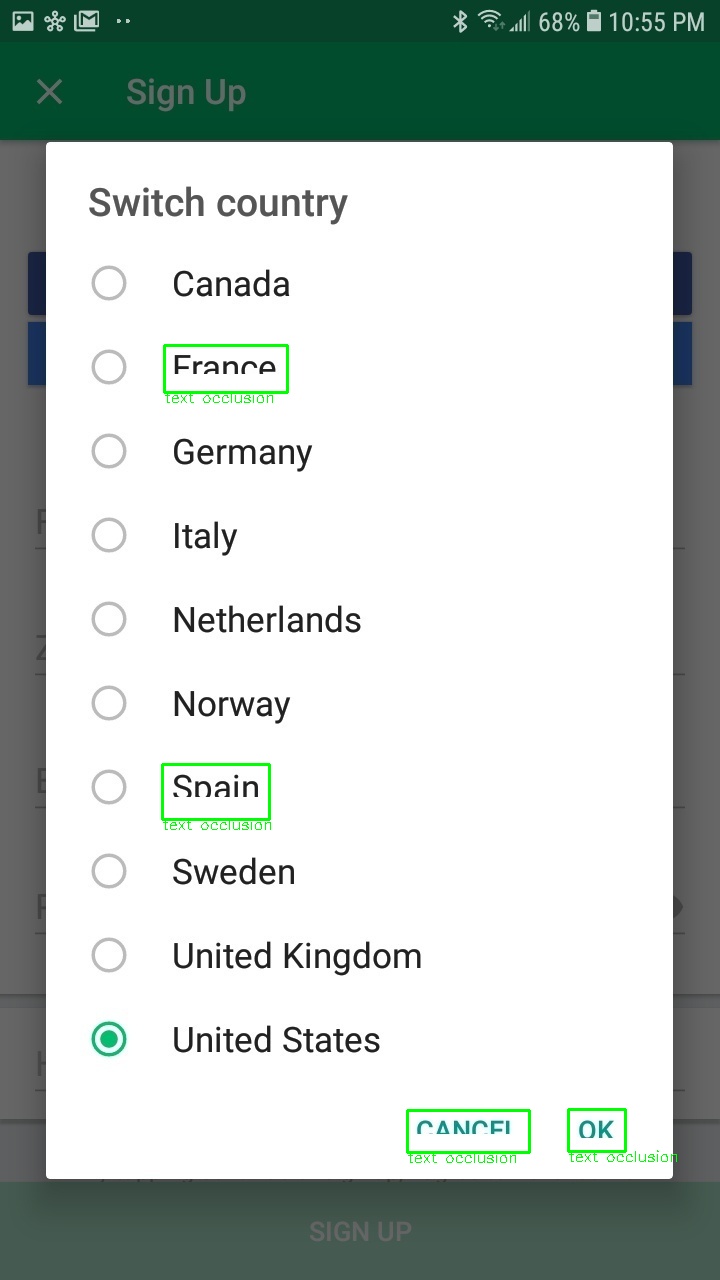 68% 10:55 PM
Sign Up
Switch country
Canada
France
text occlusion
Germany
Italy
Netherlands
Norway
Spain
text occlusion
Sweden
United Kingdom
United States
CANCEL OK
text occlusion text occlusion
SIGN UP